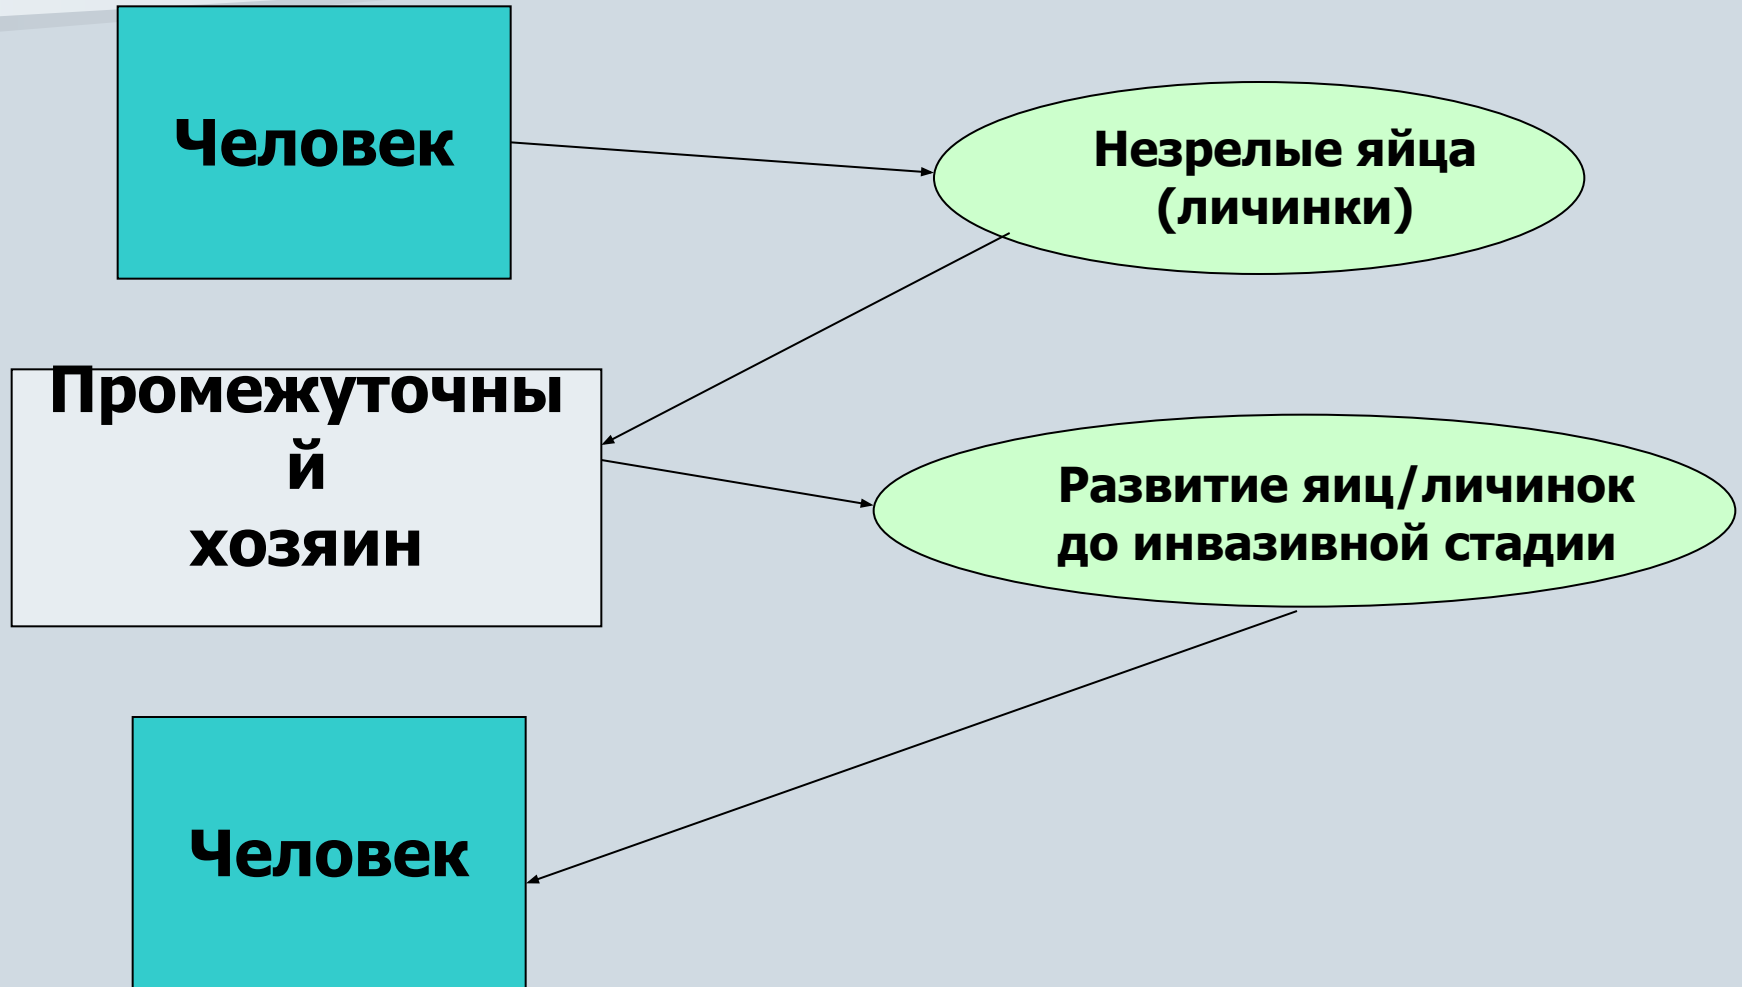 Человек
Незрелые яйца
(личинки)
Промежуточны
й
хозяин
Развитие яиц/личинок
до инвазивной стадии
Человек